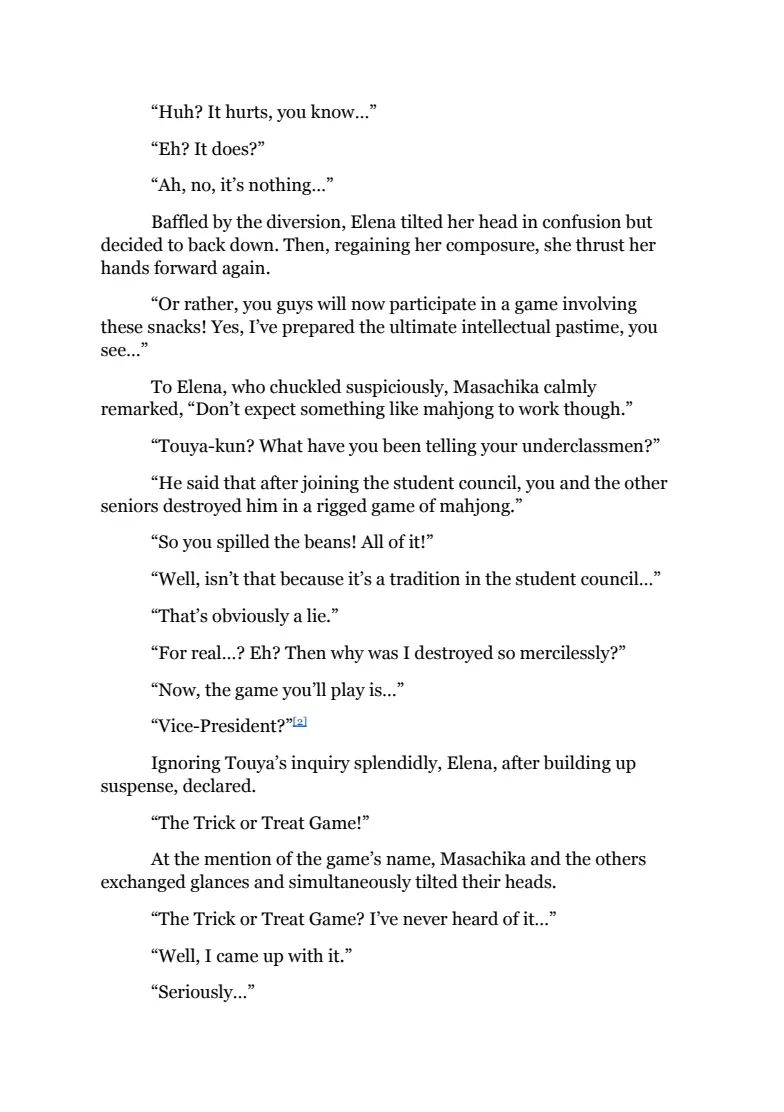 “Huh? It hurts, you know…”
“Eh? It does?”
“Ah, no, it’s nothing…”
Baffled by the diversion, Elena tilted her head in confusion but
decided to back down. Then, regaining her composure, she thrust her
hands forward again.
“Or rather, you guys will now participate in a game involving
these snacks! Yes, I’ve prepared the ultimate intellectual pastime, you
see…”
To Elena, who chuckled suspiciously, Masachika calmly
remarked, “Don’t expect something like mahjong to work though.”
“Touya-kun? What have you been telling your underclassmen?”
“He said that after joining the student council, you and the other
seniors destroyed him in a rigged game of mahjong.”
“So you spilled the beans! All of it!”
“Well, isn’t that because it’s a tradition in the student council…”
“That’s obviously a lie.”
“For real…? Eh? Then why was I destroyed so mercilessly?”
“Now, the game you’ll play is…”
“Vice-President?”[2]
Ignoring Touya’s inquiry splendidly, Elena, after building up
suspense, declared.
“The Trick or Treat Game!”
At the mention of the game’s name, Masachika and the others
exchanged glances and simultaneously tilted their heads.
“The Trick or Treat Game? I’ve never heard of it…”
“Well, I came up with it.”
“Seriously…”